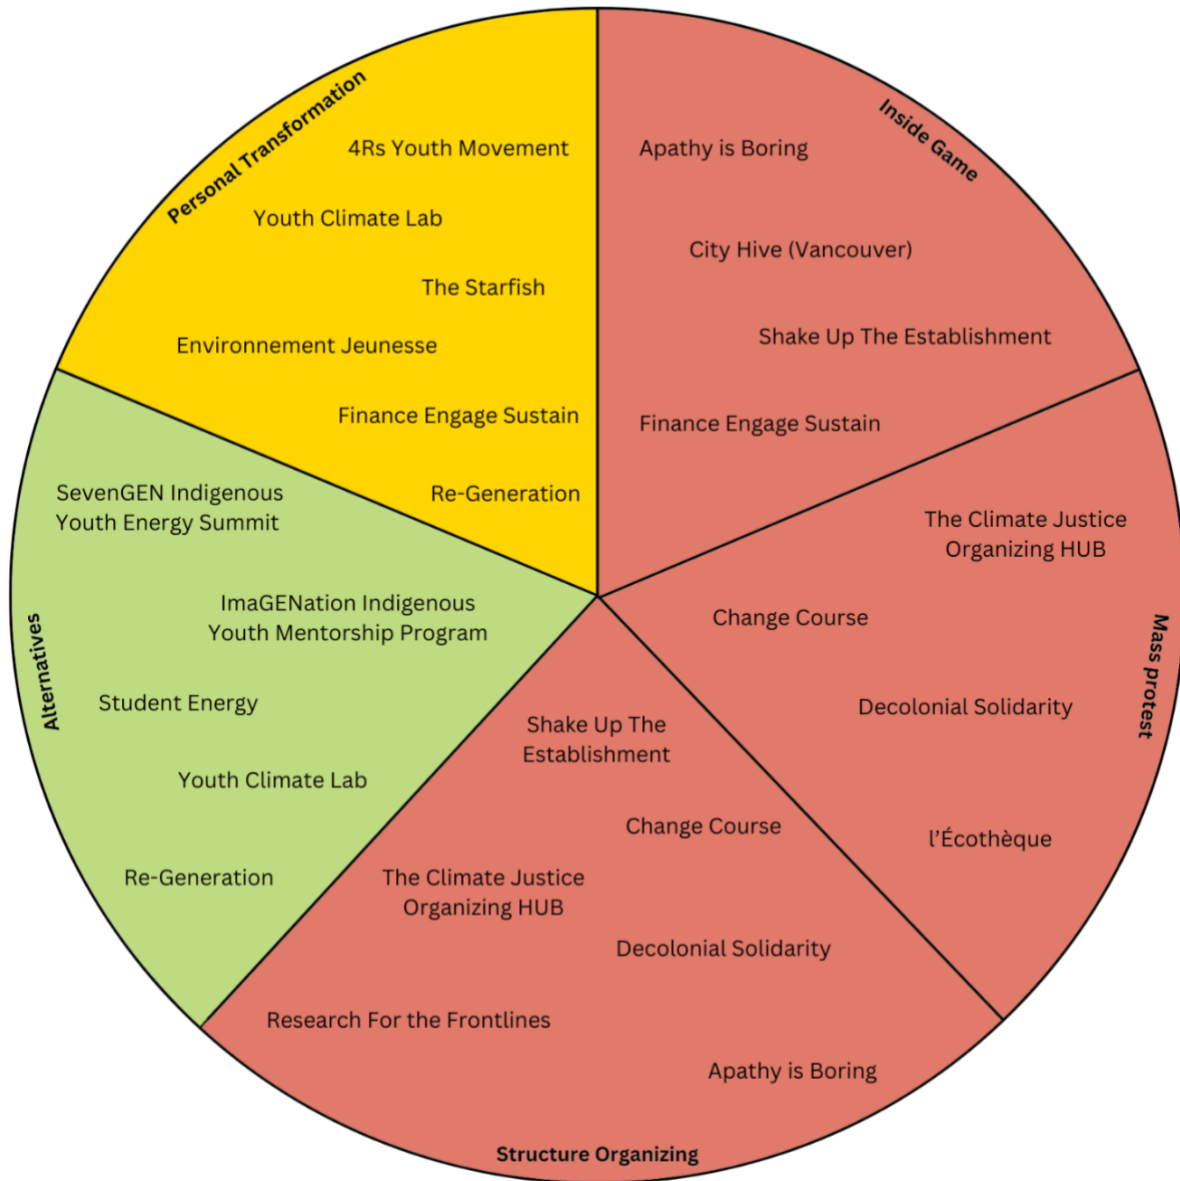 Personal Transformation
4Rs Youth Movement
Youth Climate Lab
The Starfish
Environnement Jeunesse
Finance Engage Sustain
Re-Generation
Inside Game
Apathy is Boring
City Hive (Vancouver)
Shake Up The Establishment
Finance Engage Sustain
Mass protest
The Climate Justice
Organizing HUB
Change Course
Decolonial Solidarity
l’Écothèque
Structure Organizing
Shake Up The
Establishment
Change Course
The Climate Justice
Organizing HUB
Decolonial Solidarity
Research For the Frontlines
Apathy is Boring
Alternatives
SevenGEN Indigenous
Youth Energy Summit
ImaGENation Indigenous
Youth Mentorship Program
Student Energy
Youth Climate Lab
Re-Generation